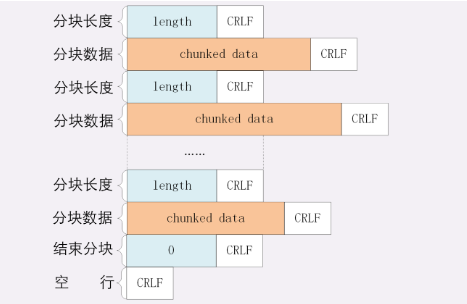 分块长度 length CRLF
分块数据 chunked data CRLF
分块长度 length CRLF
分块数据 chunked data CRLF
……
分块长度 length CRLF
分块数据 chunked data CRLF
结束分块 0 CRLF
空 行 CRLF